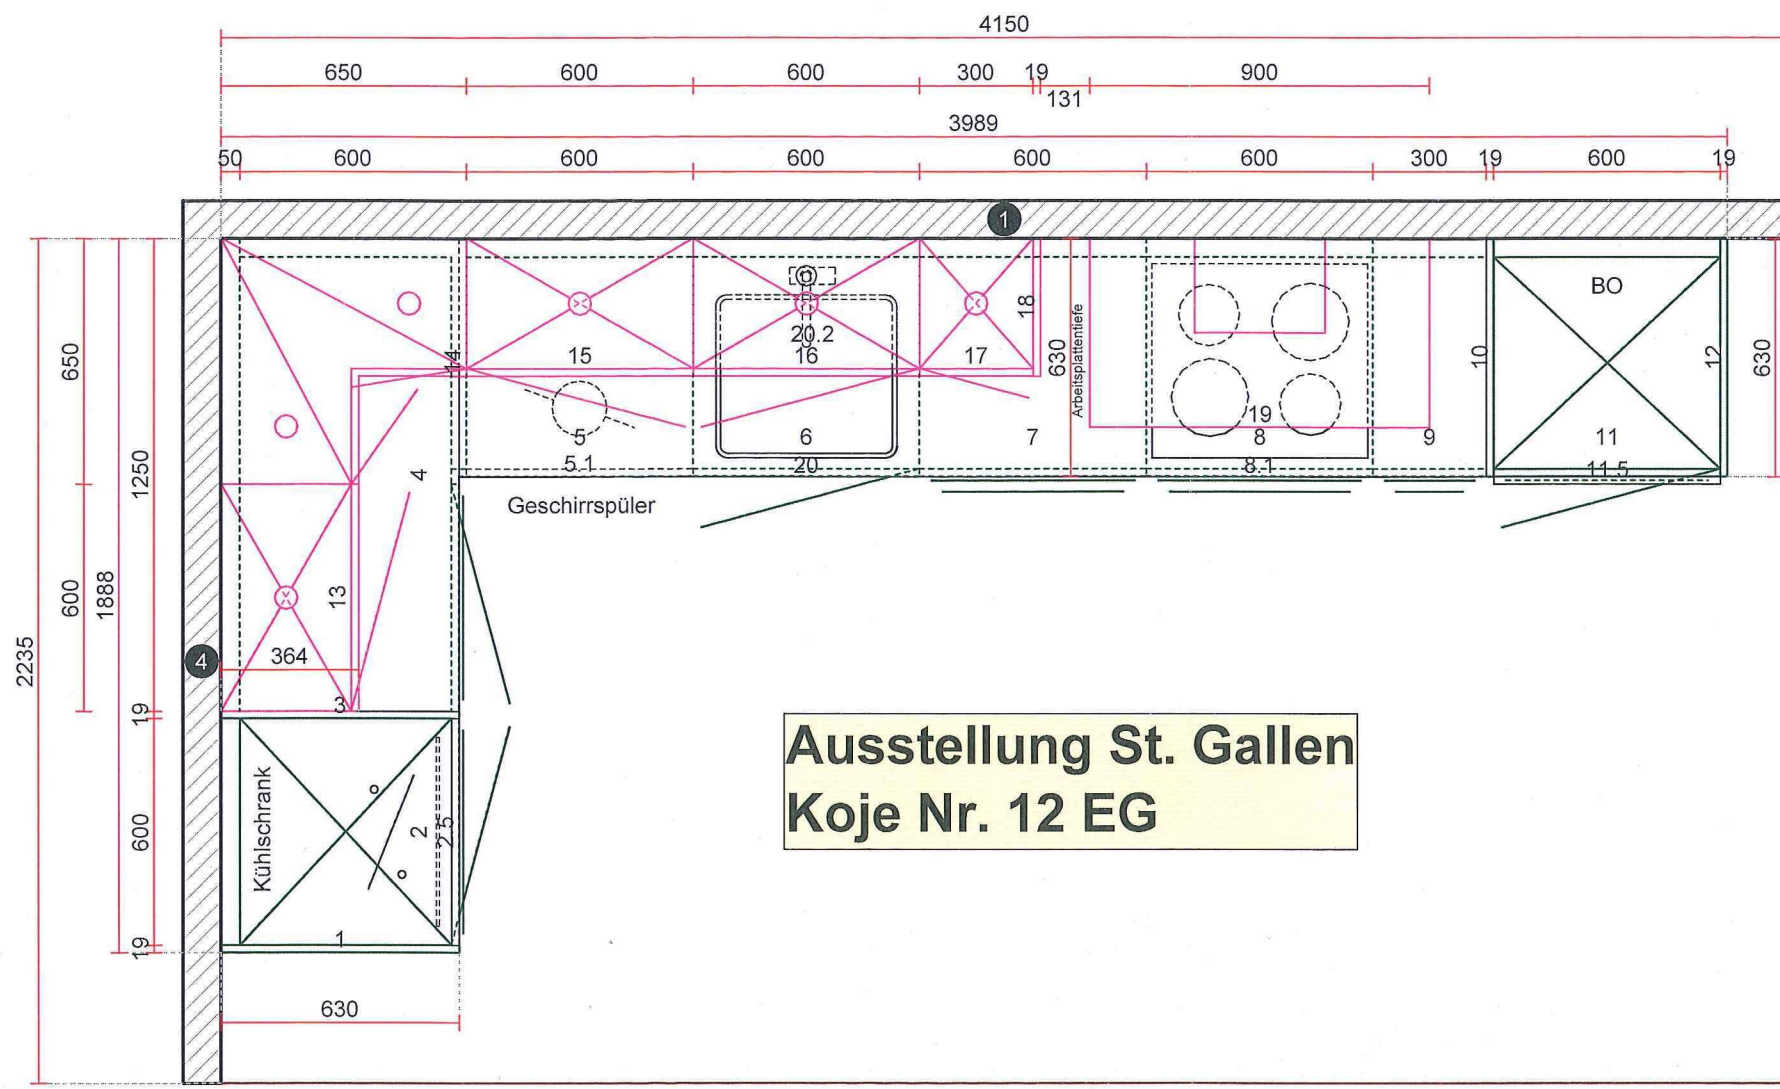 4150
650 600 600 300 19 900
131
3989
50 600 600 600 600 600 300 19 600 19
1
BO
20.2
14 15 16 17 18 630 Arbeitsplattentiefe 10 12 630
650
19
4 5 6 7 8 9 11
5.1 20 8.1 11.5
1250
Geschirrspüler
600 1888 13
2235
4 364
19 3
Ausstellung St. Gallen
Koje Nr. 12 EG
600 Kühlschrank 2 2.5
19 1
630